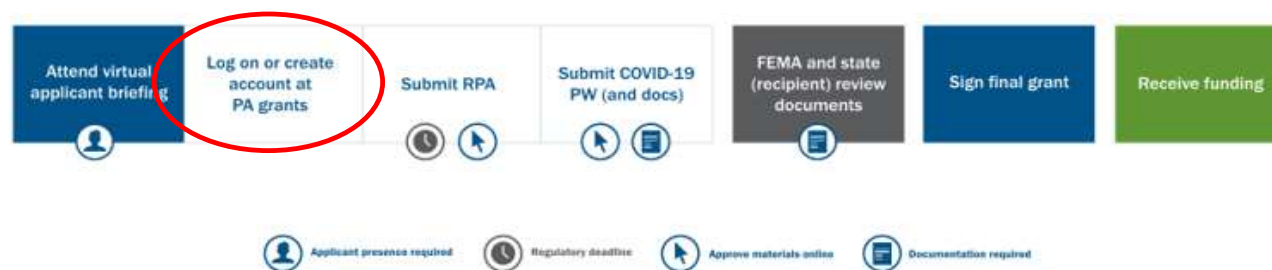 Attend virtual
applicant briefing
Log on or create
account at
PA grants
Submit RPA
Submit COVID-19
PW (and docs)
FEMA and state
(recipient) review
documents
Sign final grant
Receive funding
Applicant presence required
Regulatory deadline
Approve materials online
Documentation required